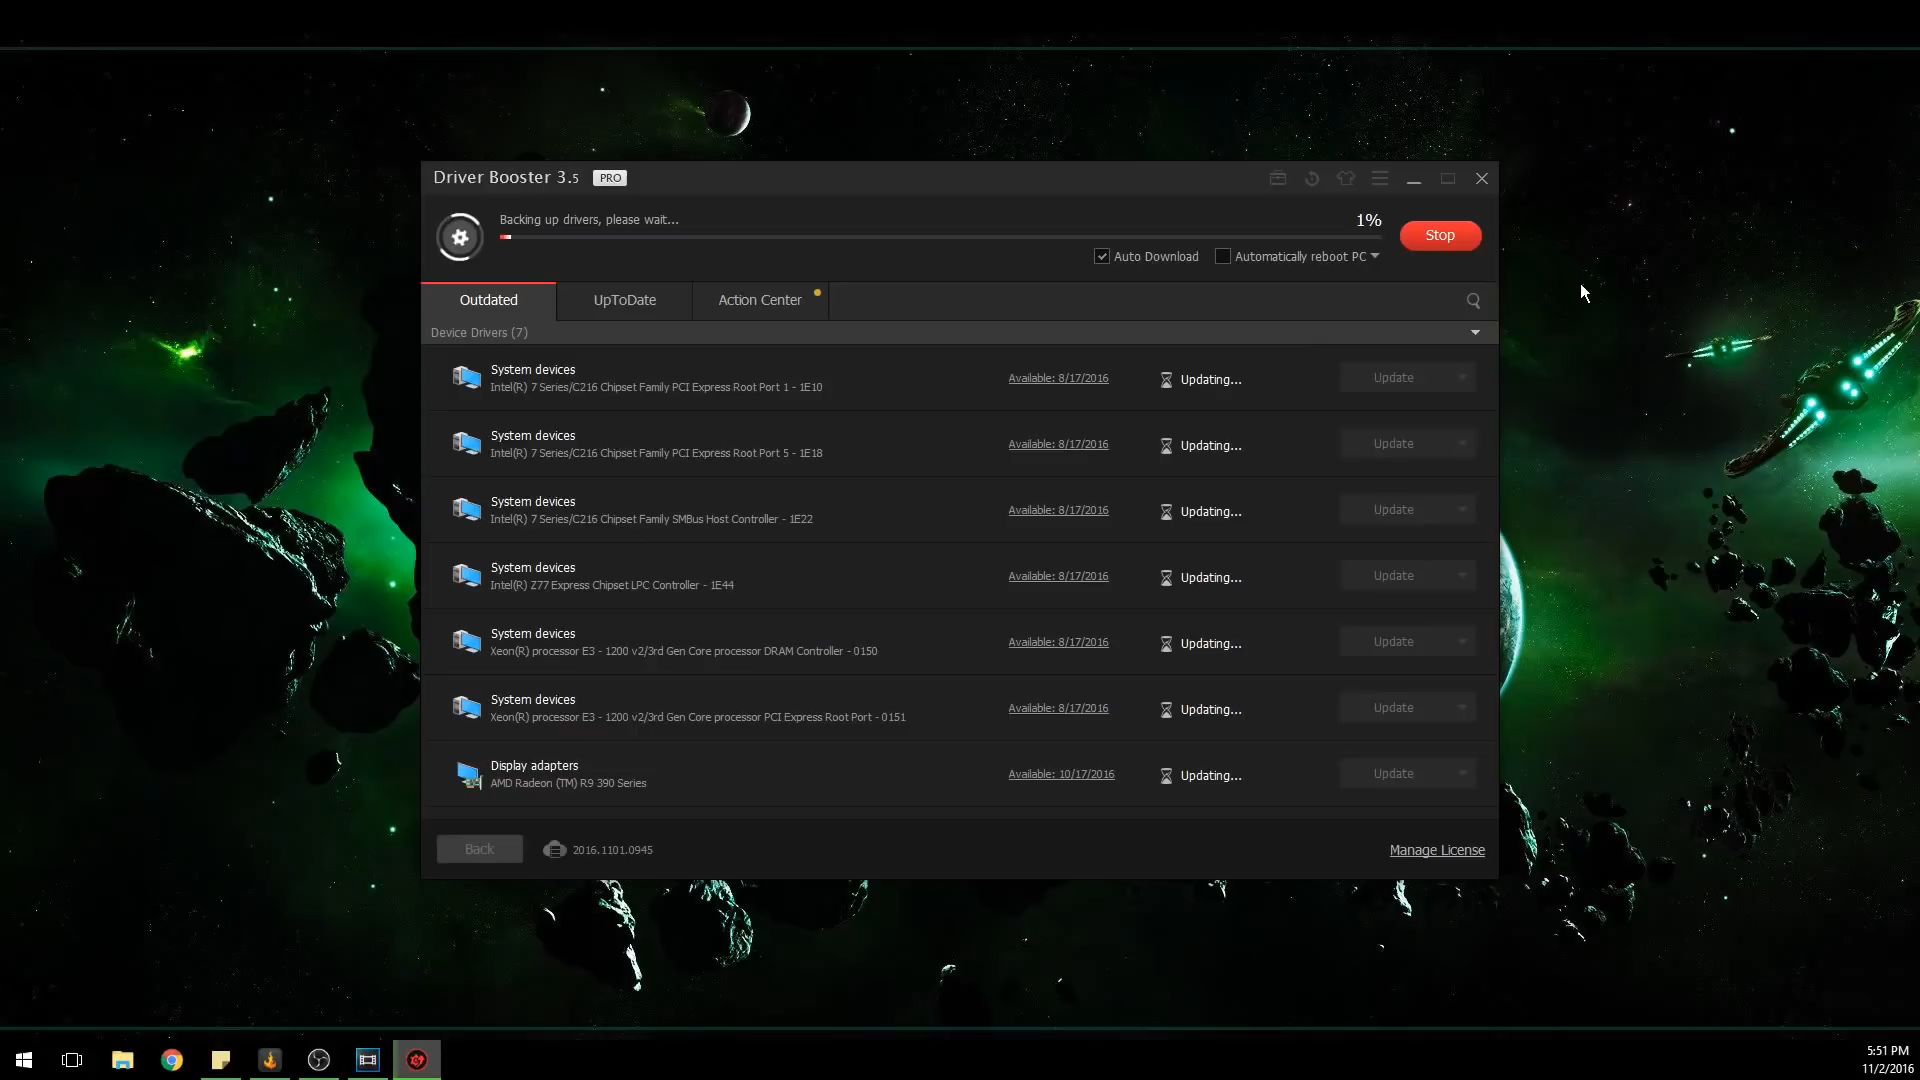 Driver Booster 3.5 PRO
Backing up drivers, please wait...
1%
Stop
Auto Download
Automatically reboot PC
Outdated
UpToDate
Action Center
Device Drivers (7)
System devices
Intel(R) 7 Series/C216 Chipset Family PCI Express Root Port 1 - 1E10
Available: 8/17/2016
Updating...
Update
System devices
Intel(R) 7 Series/C216 Chipset Family PCI Express Root Port 5 - 1E18
Available: 8/17/2016
Updating...
Update
System devices
Intel(R) 7 Series/C216 Chipset Family SMBus Host Controller - 1E22
Available: 8/17/2016
Updating...
Update
System devices
Intel(R) Z77 Express Chipset LPC Controller - 1E44
Available: 8/17/2016
Updating...
Update
System devices
Xeon(R) processor E3 - 1200 v2/3rd Gen Core processor DRAM Controller - 0150
Available: 8/17/2016
Updating...
Update
System devices
Xeon(R) processor E3 - 1200 v2/3rd Gen Core processor PCI Express Root Port - 0151
Available: 8/17/2016
Updating...
Update
Display adapters
AMD Radeon (TM) R9 390 Series
Available: 10/17/2016
Updating...
Update
Back
2016.1101.0945
Manage License
5:51 PM
11/2/2016